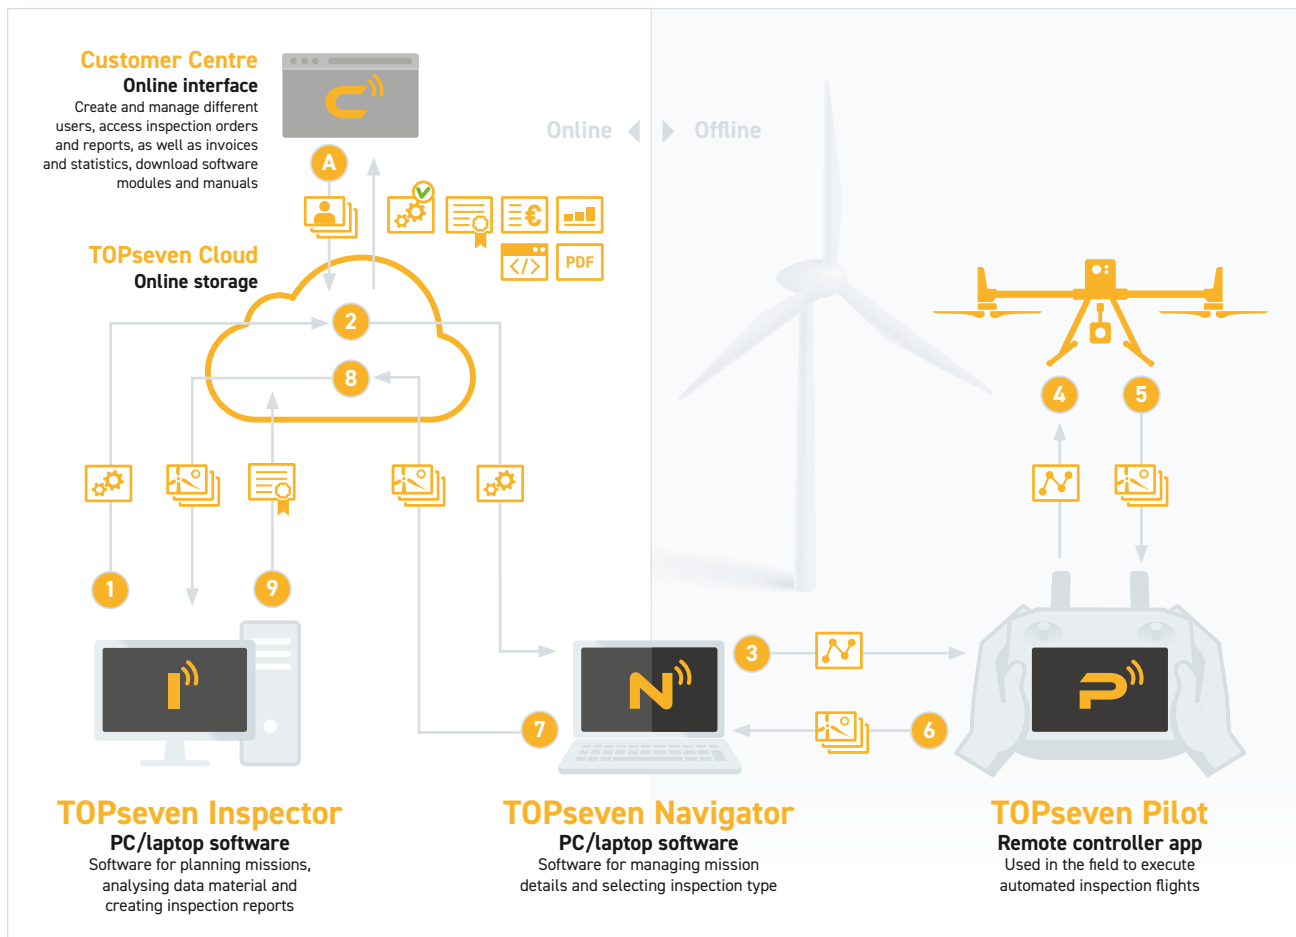 Customer Centre
Online interface
Create and manage different
users, access inspection orders
and reports, as well as invoices
and statistics, download software
modules and manuals
C
A
Online
Offline
€
</>
PDF
TOPseven Cloud
Online storage
2
8
4
5
1
9
3
7
6
I
N
P
TOPseven Inspector
PC/laptop software
Software for planning missions,
analysing data material and
creating inspection reports
TOPseven Navigator
PC/laptop software
Software for managing mission
details and selecting inspection type
TOPseven Pilot
Remote controller app
Used in the field to execute
automated inspection flights